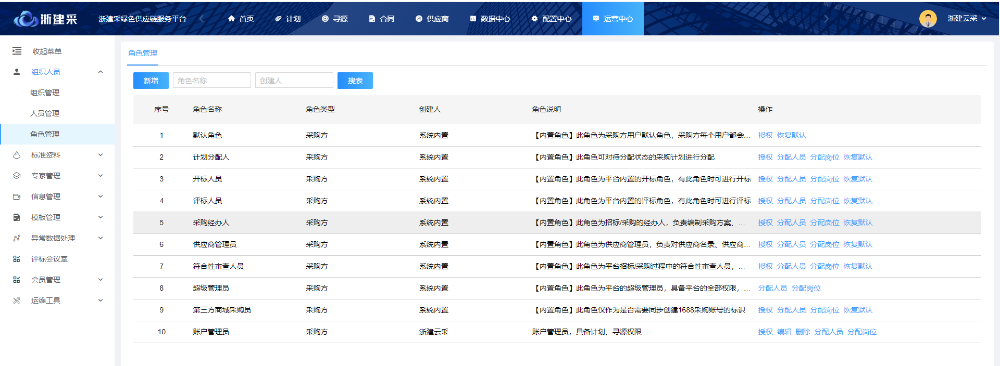 浙建采 浙建采绿色供应链服务平台 首页 计划 寻源 合同 供应商 数据中心 配置中心 运营中心 浙建云采
收起菜单
组织人员
组织管理
人员管理
角色管理
标准资料
专家管理
信息管理
模板管理
异常数据处理
评标会议室
会员管理
运维工具
角色管理
新增 角色名称 创建人 搜索
序号 角色名称 角色类型 创建人 角色说明 操作
1 默认角色 采购方 系统内置 【内置角色】此角色为采购方用户默认角色，采购方每个用户都会... 授权 恢复默认
2 计划分配人 采购方 系统内置 【内置角色】此角色可对待分配状态的采购计划进行分配 授权 分配人员 分配岗位 恢复默认
3 开标人员 采购方 系统内置 【内置角色】此角色为平台内置的开标角色，有此角色时可进行开标 授权 分配人员 分配岗位 恢复默认
4 评标人员 采购方 系统内置 【内置角色】此角色为平台内置的评标角色，有此角色时可进行评标 授权 分配人员 分配岗位 恢复默认
5 采购经办人 采购方 系统内置 【内置角色】此角色为招标/采购的经办人，负责编制采购方案、... 授权 分配人员 分配岗位 恢复默认
6 供应商管理员 采购方 系统内置 【内置角色】此角色为供应商管理员，负责对供应商名录、供应商... 授权 分配人员 分配岗位 恢复默认
7 符合性审查人员 采购方 系统内置 【内置角色】此角色为平台招标/采购过程中的符合性审查人员，... 授权 分配人员 分配岗位 恢复默认
8 超级管理员 采购方 系统内置 【内置角色】此角色为平台的超级管理员，具备平台的全部权限，... 分配人员 分配岗位
9 第三方商城采购员 采购方 系统内置 【内置角色】此角色仅作为是否需要同步创建1688采购账号的标识 授权 分配人员 分配岗位 恢复默认
10 账户管理员 采购方 浙建云采 账户管理员，具备计划、寻源权限 授权 编辑 删除 分配人员 分配岗位